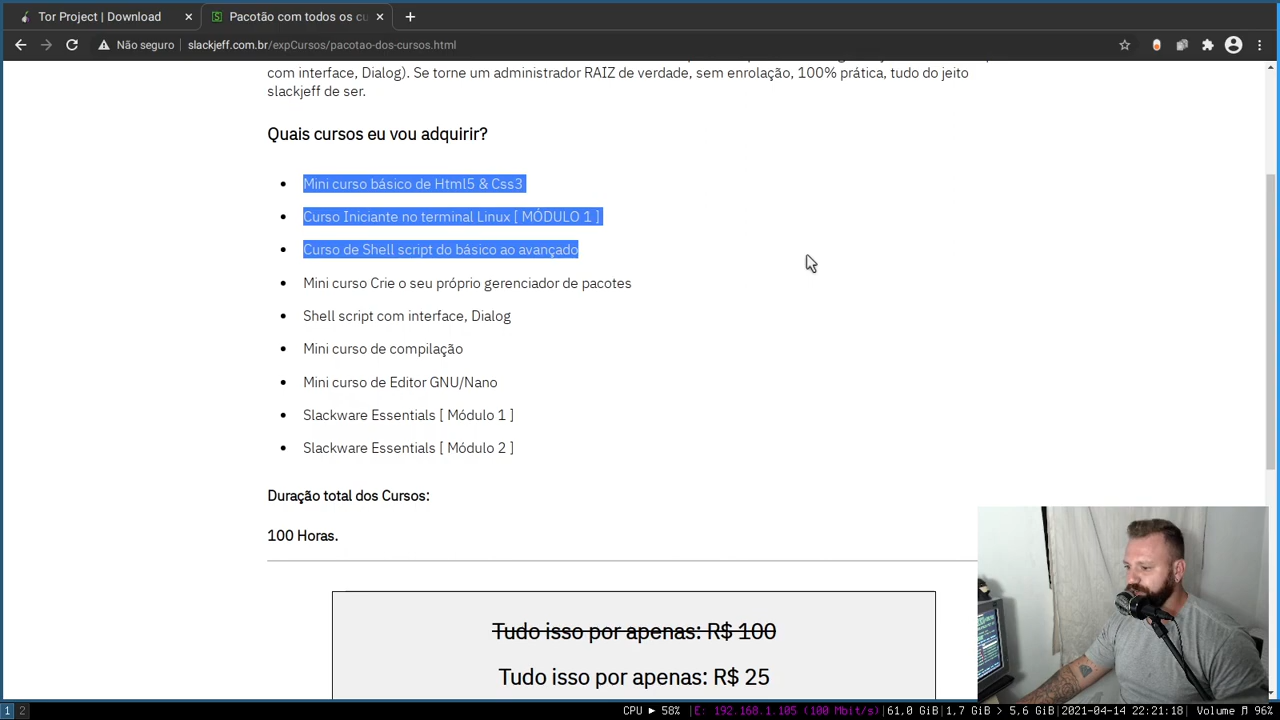 Tor Project | Download
Pacotão com todos os cu
Não seguro
slackjeff.com.br/expCursos/pacotao-dos-cursos.html
com interface, Dialog). Se torne um administrador RAIZ de verdade, sem enrolação, 100% prática, tudo do jeito
slackjeff de ser.
Quais cursos eu vou adquirir?
Mini curso básico de Html5 & Css3
Curso Iniciante no terminal Linux [ MÓDULO 1 ]
Curso de Shell script do básico ao avançado
Mini curso Crie o seu próprio gerenciador de pacotes
Shell script com interface, Dialog
Mini curso de compilação
Mini curso de Editor GNU/Nano
Slackware Essentials [ Módulo 1 ]
Slackware Essentials [ Módulo 2 ]
Duração total dos Cursos:
100 Horas.
Tudo isso por apenas: R$ 100
Tudo isso por apenas: R$ 25
1 2 CPU ► 58% |E: 192.168.1.105 (100 Mbit/s)|61,0 GiB|1,7 GiB > 5,6 GiB|2021-04-14 22:21:18| Volume ♬ 96%